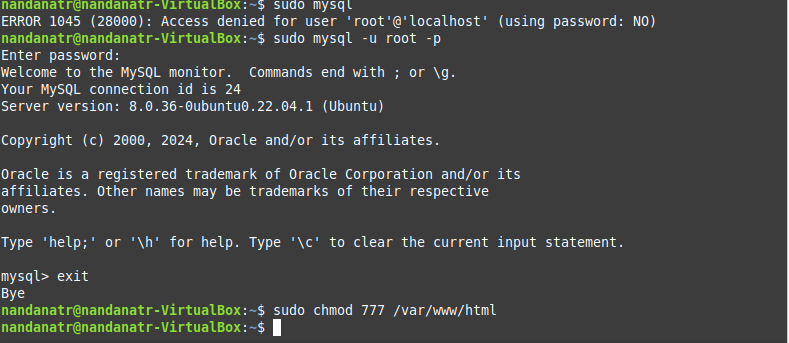 nandanatr@nandanatr-VirtualBox:~$ sudo mysql
ERROR 1045 (28000): Access denied for user 'root'@'localhost' (using password: NO)
nandanatr@nandanatr-VirtualBox:~$ sudo mysql -u root -p
Enter password:
Welcome to the MySQL monitor.  Commands end with ; or \g.
Your MySQL connection id is 24
Server version: 8.0.36-0ubuntu0.22.04.1 (Ubuntu)

Copyright (c) 2000, 2024, Oracle and/or its affiliates.

Oracle is a registered trademark of Oracle Corporation and/or its
affiliates. Other names may be trademarks of their respective
owners.

Type 'help;' or '\h' for help. Type '\c' to clear the current input statement.

mysql> exit
Bye
nandanatr@nandanatr-VirtualBox:~$ sudo chmod 777 /var/www/html
nandanatr@nandanatr-VirtualBox:~$